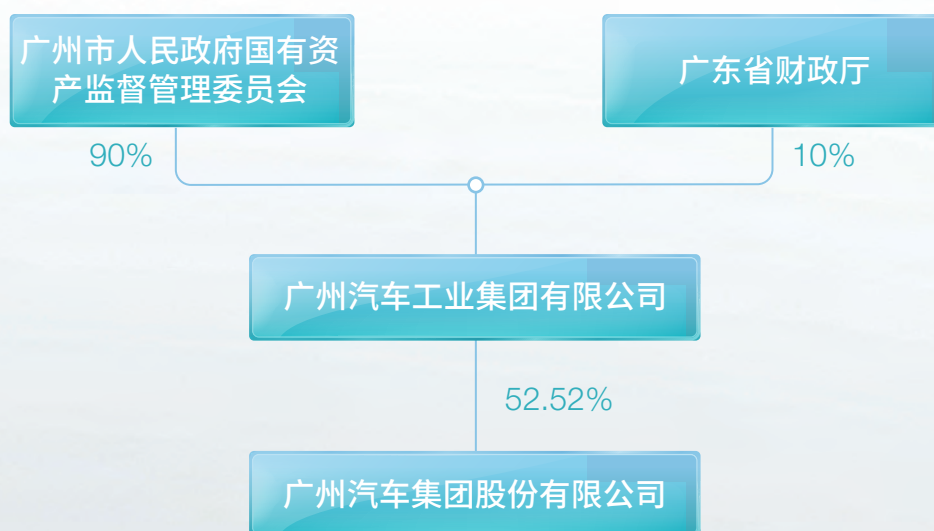 广州市人民政府国有资
产监督管理委员会
广东省财政厅
90%
10%
广州汽车工业集团有限公司
52.52%
广州汽车集团股份有限公司